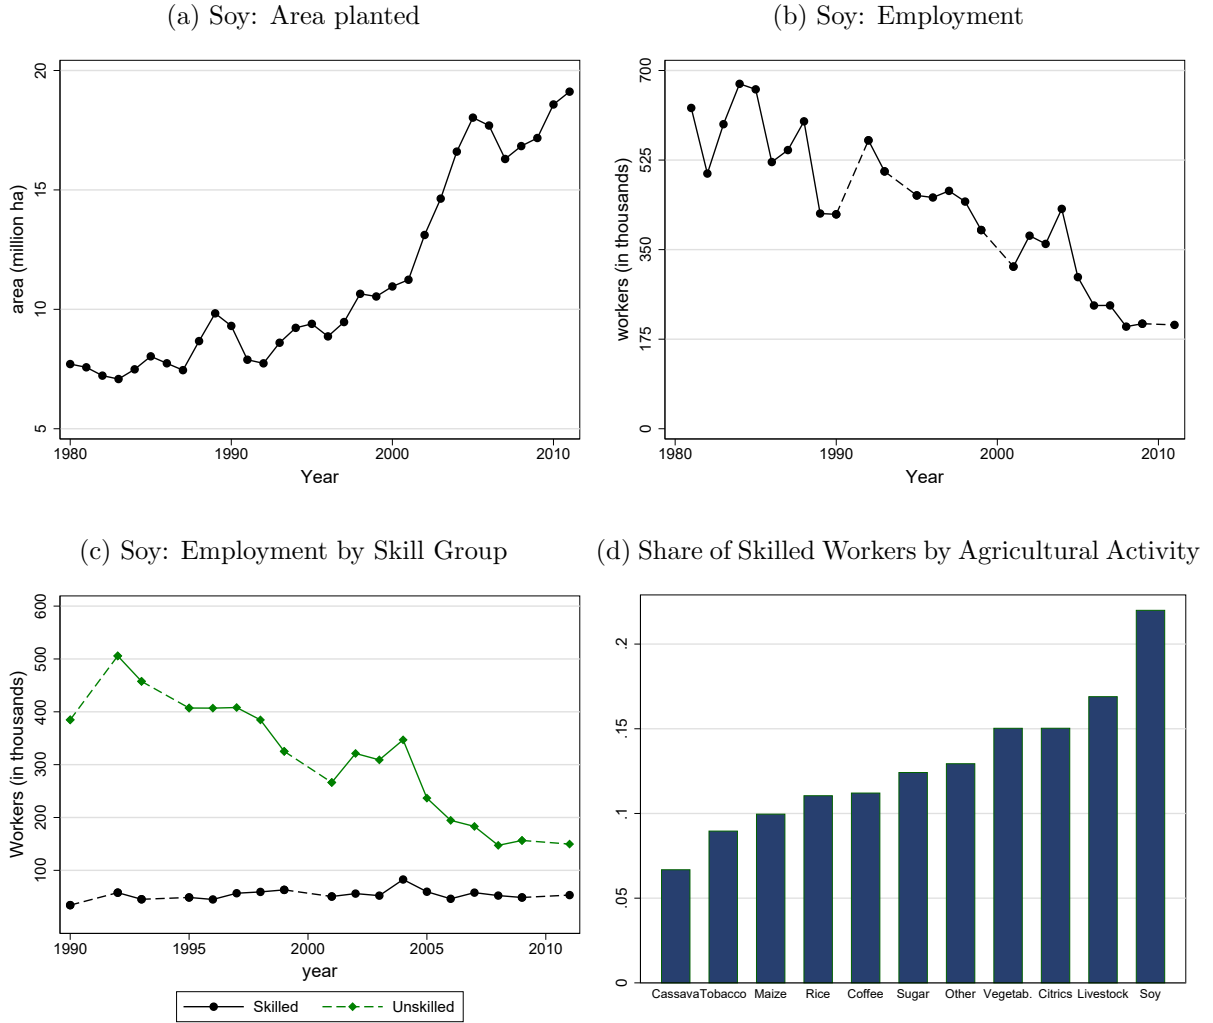 (a) Soy: Area planted
area (million ha)
20
15
10
5
1980 1990 2000 2010
Year
(b) Soy: Employment
workers (in thousands)
700
525
350
175
0
1980 1990 2000 2010
Year
(c) Soy: Employment by Skill Group
Workers (in thousands)
600
500
400
300
200
100
1990 1995 2000 2005 2010
year
Skilled Unskilled
(d) Share of Skilled Workers by Agricultural Activity
.2
.15
.1
.05
0
Cassava Tobacco Maize Rice Coffee Sugar Other Vegetab. Citrics Livestock Soy